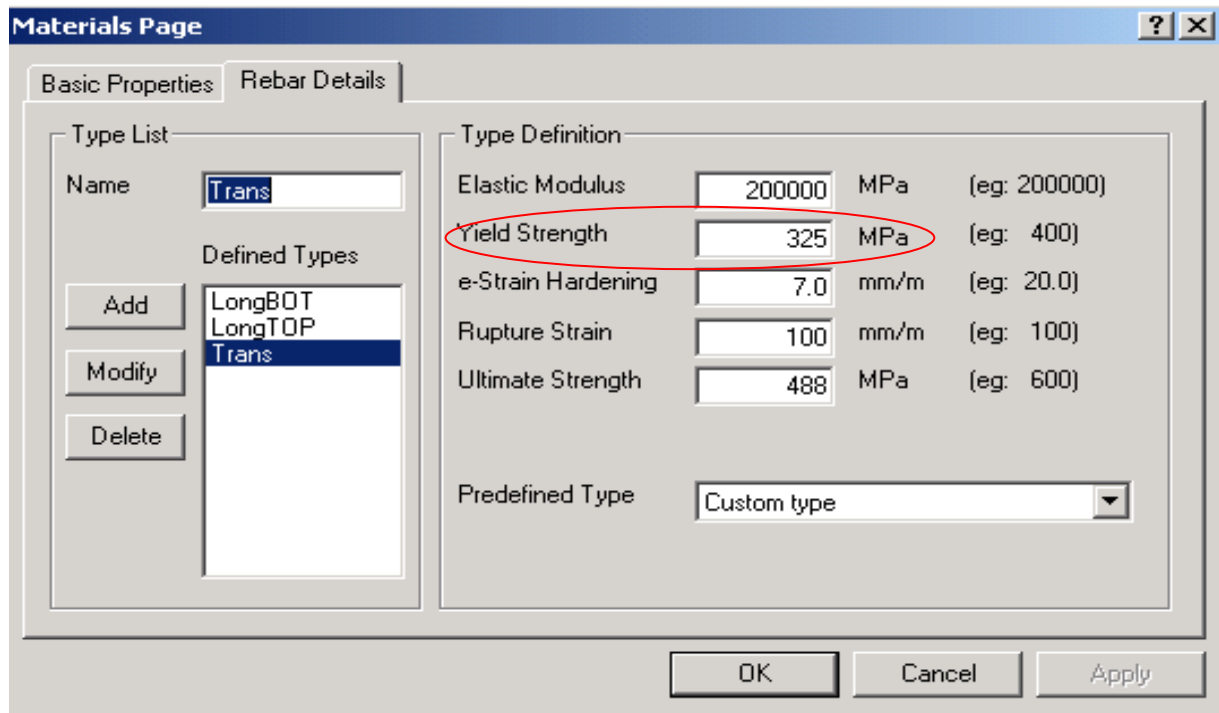 Materials Page
Basic Properties Rebar Details
Type List
Name Trans
Defined Types
LongBOT
LongTOP
Trans
Add
Modify
Delete
Type Definition
Elastic Modulus 200000 MPa (eg: 200000)
Yield Strength 325 MPa (eg: 400)
e-Strain Hardening 7.0 mm/m (eg: 20.0)
Rupture Strain 100 mm/m (eg: 100)
Ultimate Strength 488 MPa (eg: 600)
Predefined Type Custom type
OK Cancel Apply